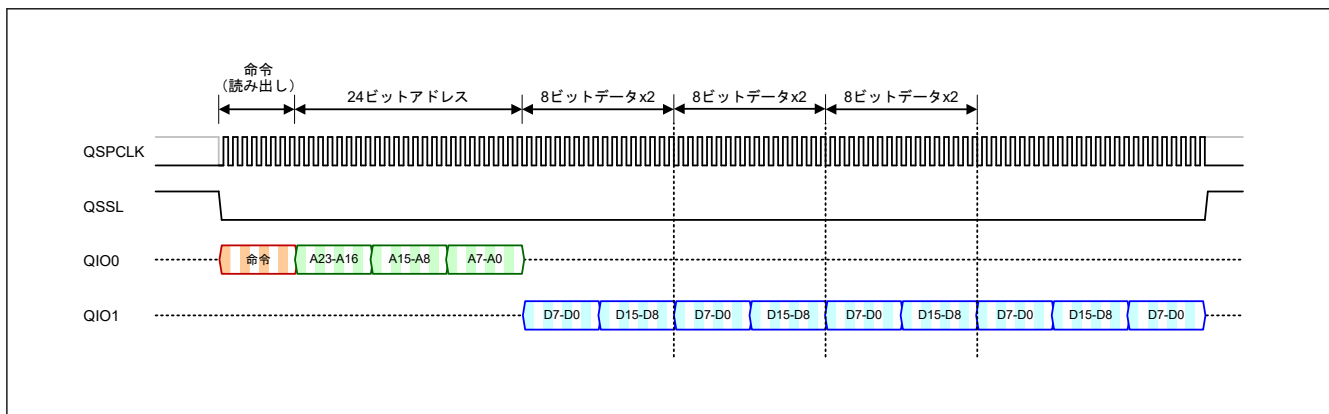 命令
(読み出し)
24ビットアドレス
8ビットデータx2
8ビットデータx2
8ビットデータx2
QSPCLK
QSSL
QIO0
命令
A23-A16
A15-A8
A7-A0
QIO1
D7-D0
D15-D8
D7-D0
D15-D8
D7-D0
D15-D8
D7-D0
D15-D8
D7-D0